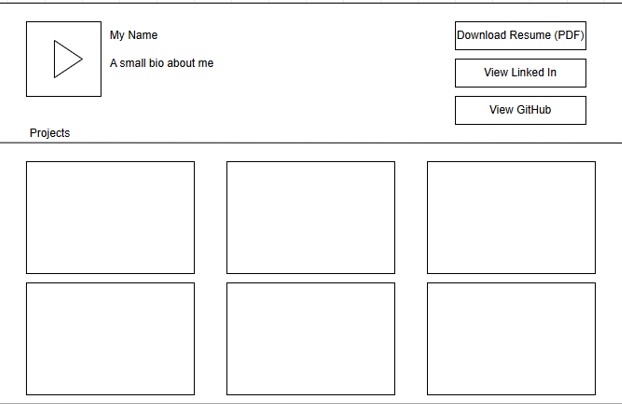 My Name
A small bio about me
Download Resume (PDF)
View Linked In
View GitHub
Projects